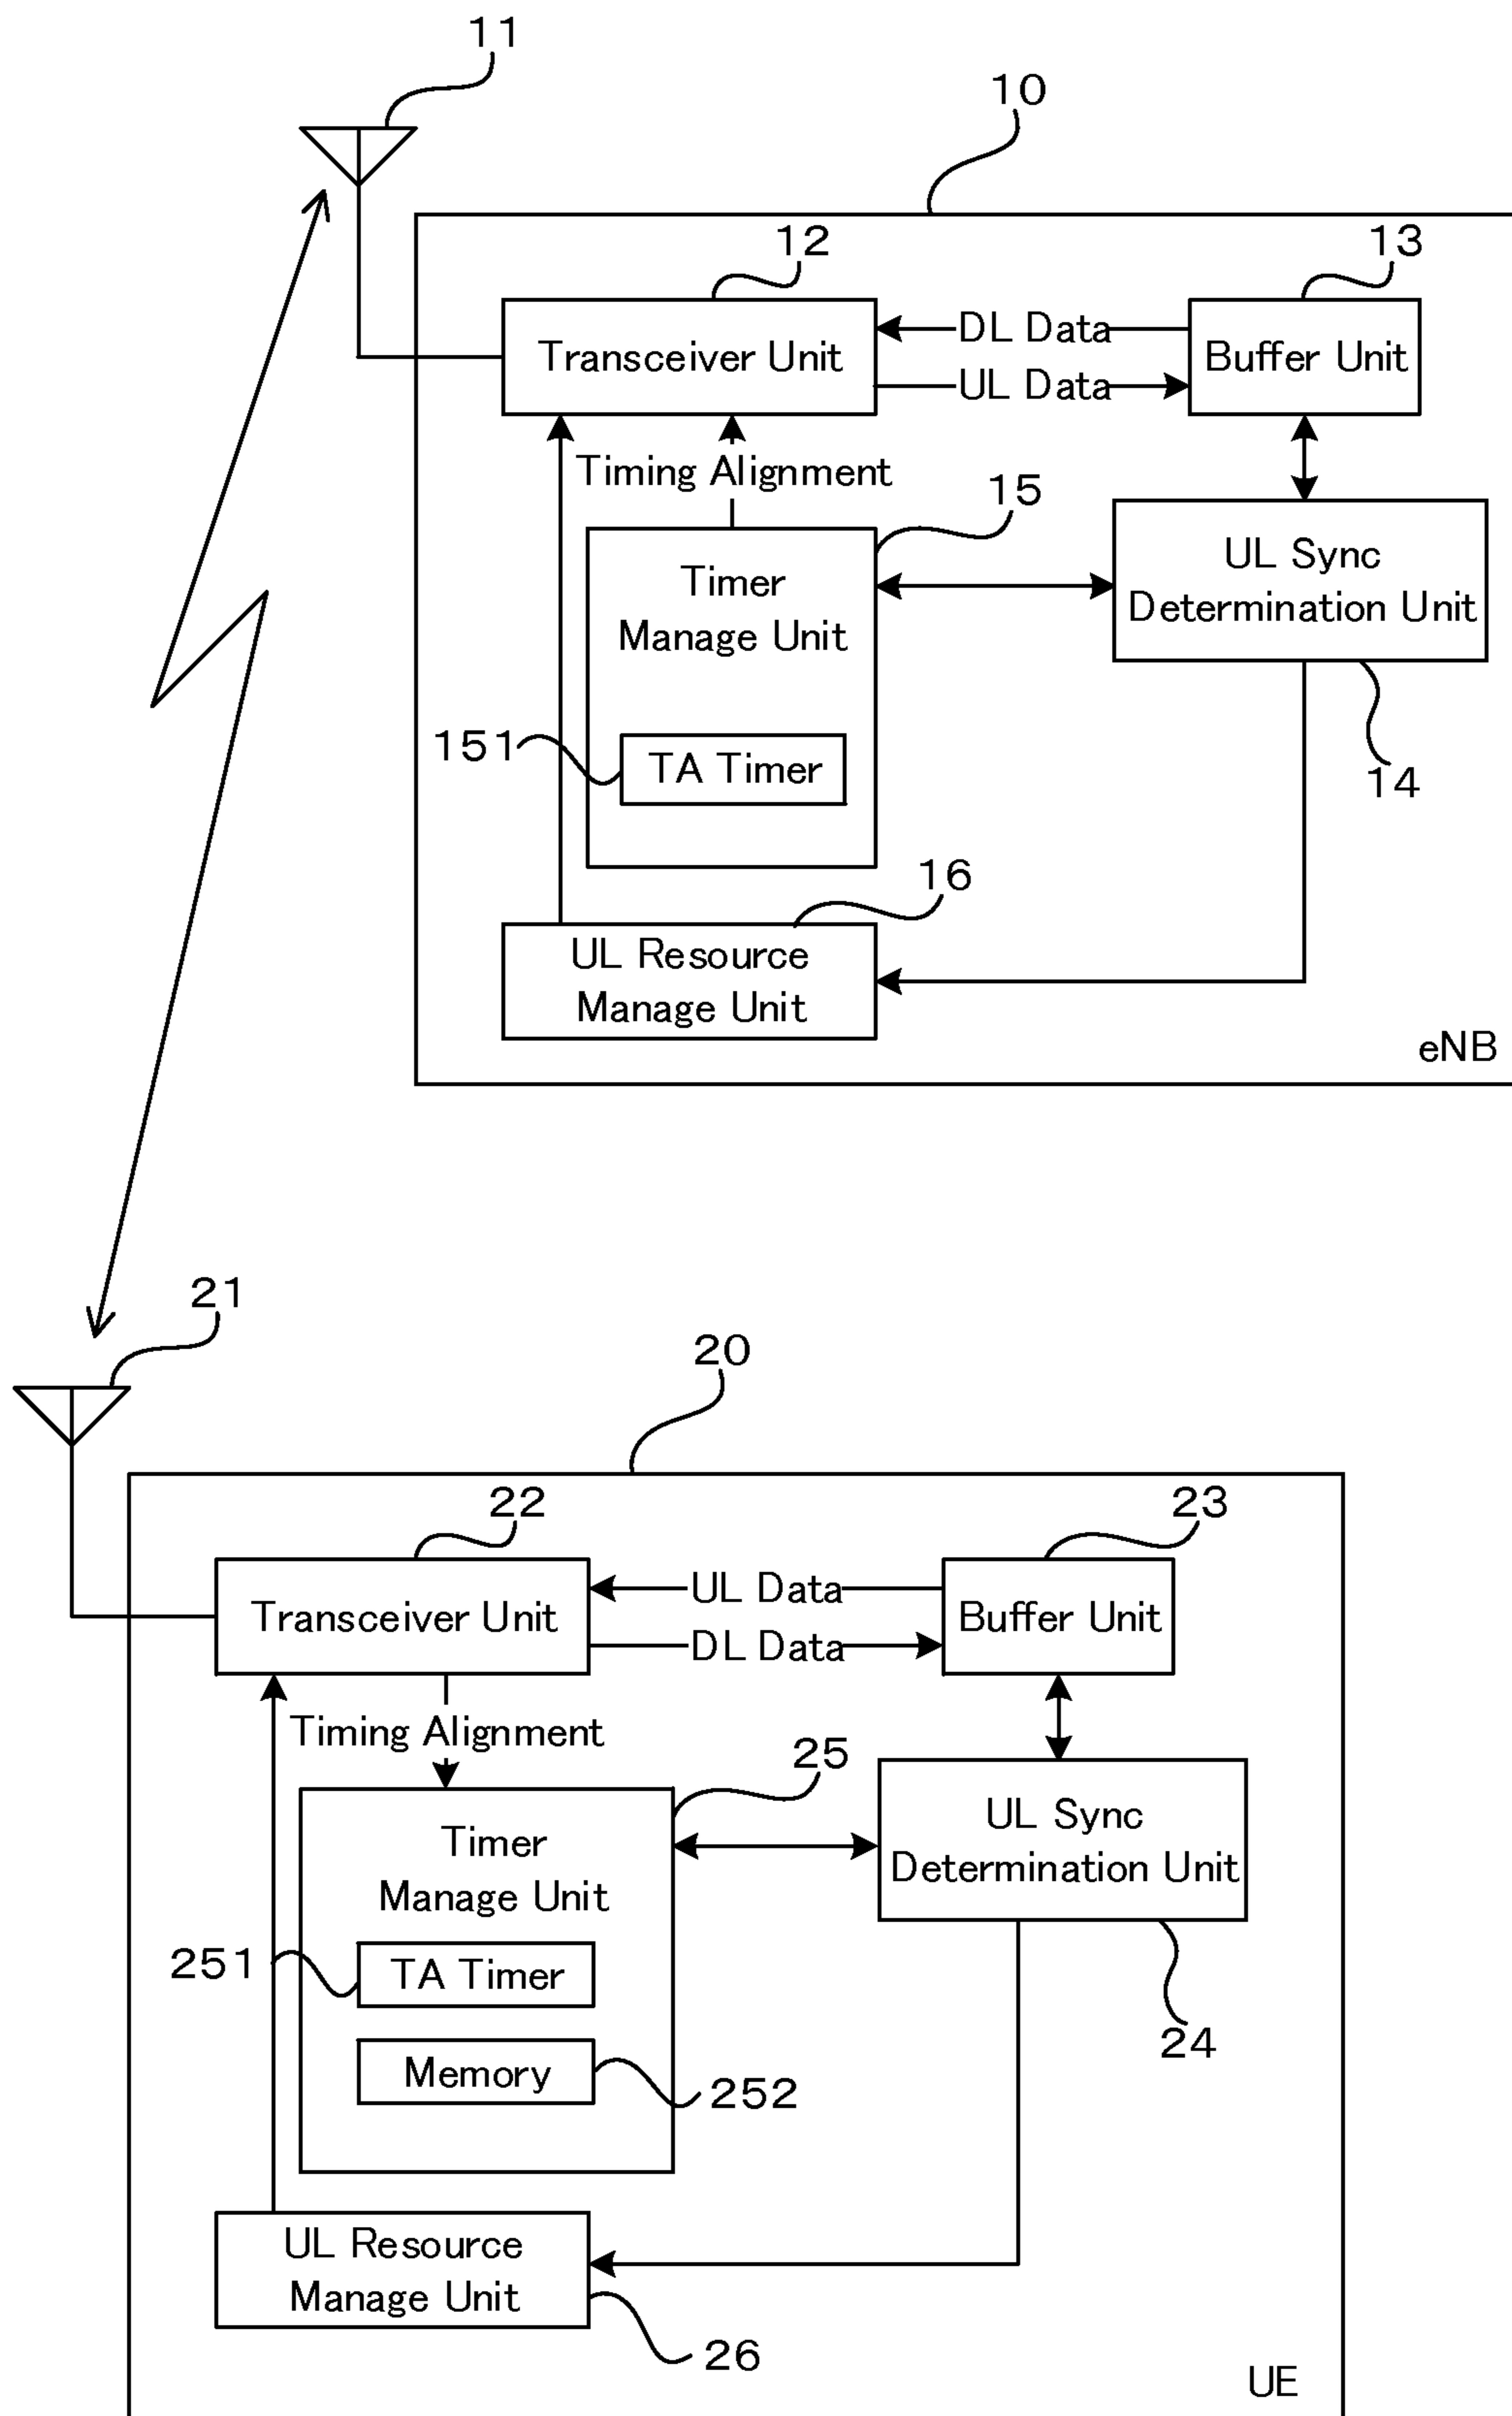 11
10
12
13
Transceiver Unit
DL Data
UL Data
Buffer Unit
Timing Alignment
15
Timer
Manage Unit
UL Sync
Determination Unit
151
TA Timer
14
16
UL Resource
Manage Unit
eNB
21
20
22
23
Transceiver Unit
UL Data
DL Data
Buffer Unit
Timing Alignment
25
Timer
Manage Unit
UL Sync
Determination Unit
251
TA Timer
24
Memory
252
UL Resource
Manage Unit
26
UE